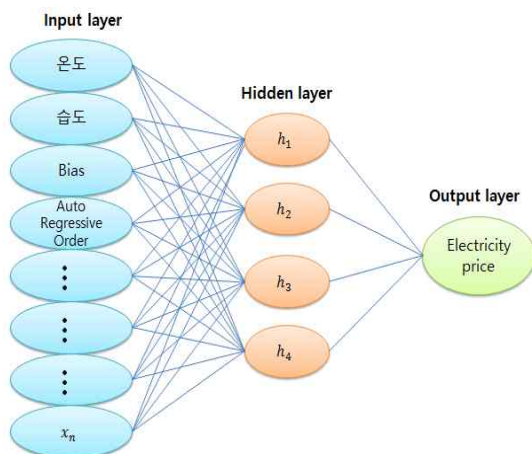 Input layer
온도
습도
Bias
Auto
Regressive
Order
⋮
⋮
⋮
xₙ
Hidden layer
h₁
h₂
h₃
h₄
Output layer
Electricity
price